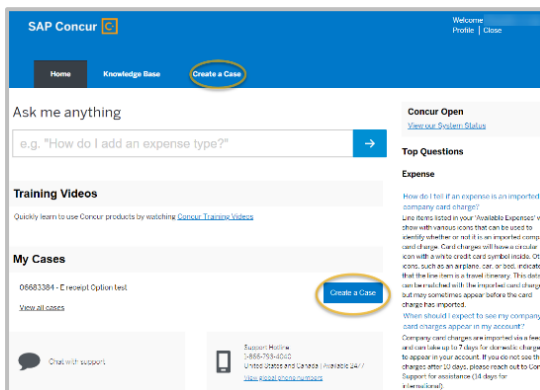 SAP Concur
Welcome
Profile | Close
Home
Knowledge Base
Create a Case
Ask me anything
e.g. "How do I add an expense type?"
Training Videos
Quickly learn to use Concur products by watching Concur Training Videos
My Cases
06683384 - E receipt Option test
Create a Case
View all cases
Chat with support
Support Hotline
1-866-793-4040
United States and Canada | Available 24/7
View global phone numbers
Concur Open
View our System Status
Top Questions
Expense
How do I tell if an expense is an imported
company card charge?
Line items listed in your 'Available Expenses'
show with various icons that can be used to
identify whether or not it is an imported comp
card charge. Card charges will have a circular
icon with a white credit card symbol inside. Ot
icons, such as an airplane, car, or bed, indicate
that the line item is a travel itinerary. This data
can be matched with the imported card charge
but may sometimes appear before the card
charge has imported.
When should I expect to see my company
card charges appear in my account?
Company card charges are imported via a feed
and can take up to 7 days for domestic charge
to appear in your account. If you do not see th
charges after 10 days, please reach out to Con
Support for assistance (14 days for
international)